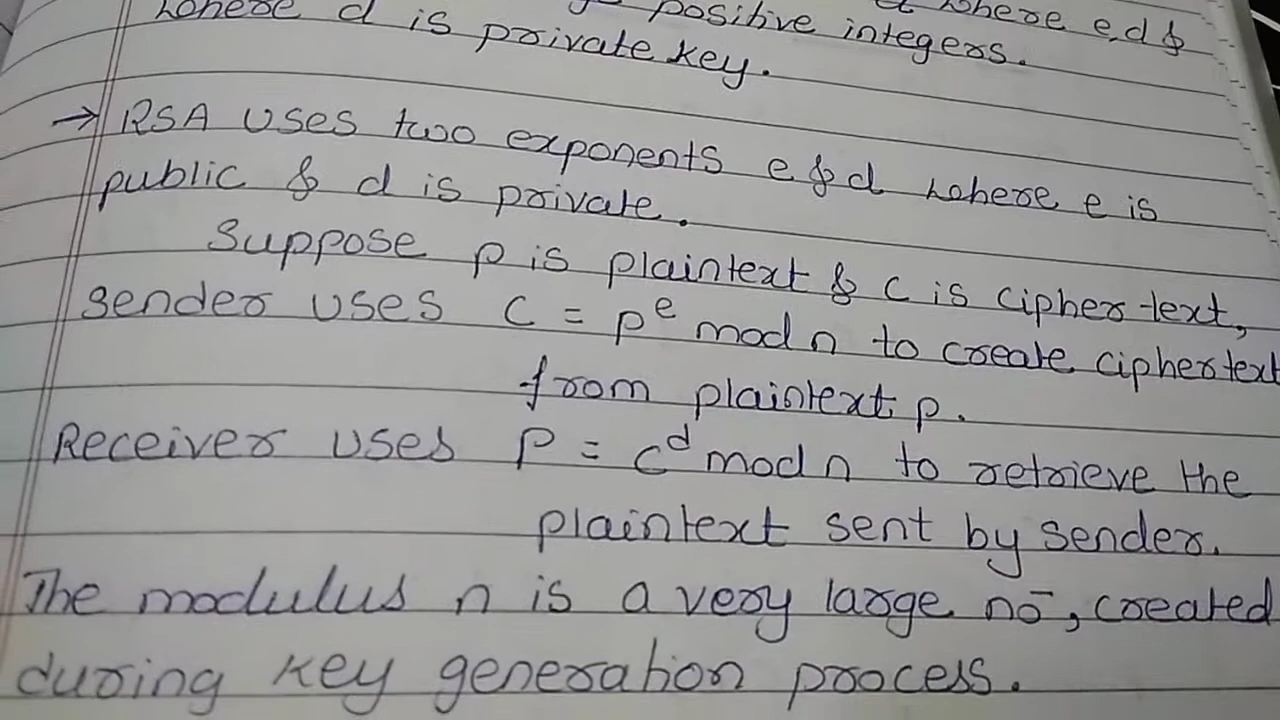 where e, d &
where d is positive integers.
private key.
→ RSA uses two exponents e & d where e is
public & d is private.
Suppose p is plaintext & c is ciphertext,
sender uses C = p^e mod n to create ciphertext
from plaintext p.
Receiver uses P = c^d mod n to retrieve the
plaintext sent by sender.
The modulus n is a very large no, created
during key generation process.